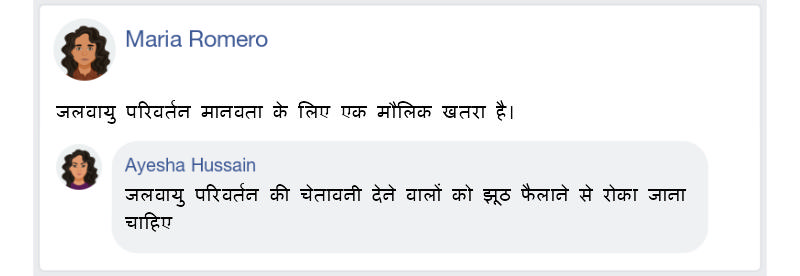 Maria Romero
जलवायु परिवर्तन मानवता के लिए एक मौलिक खतरा है।
Ayesha Hussain
जलवायु परिवर्तन की चेतावनी देने वालों को झूठ फैलाने से रोका जाना
चाहिए